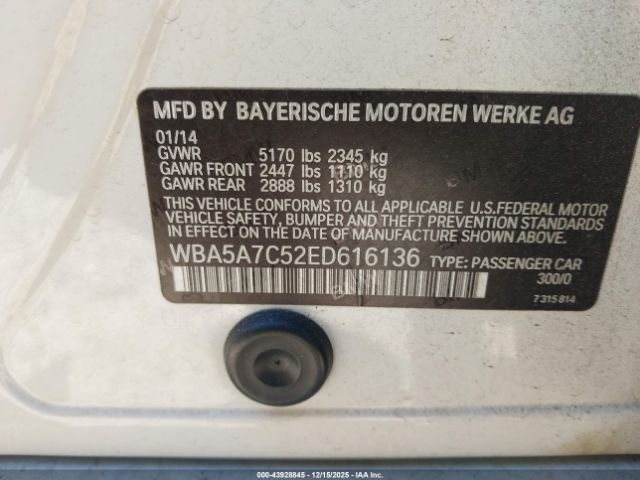 MFD BY BAYERISCHE MOTOREN WERKE AG
01/14
GVWR 5170 lbs 2345 kg
GAWR FRONT 2447 lbs 1110 kg
GAWR REAR 2888 lbs 1310 kg
THIS VEHICLE CONFORMS TO ALL APPLICABLE U.S.FEDERAL MOTOR
VEHICLE SAFETY, BUMPER AND THEFT PREVENTION STANDARDS
IN EFFECT ON THE DATE OF MANUFACTURE SHOWN ABOVE.
WBA5A7C52ED616136 TYPE: PASSENGER CAR
300/0
7315814
000-43928845 - 12/15/2025 - IAA Inc.